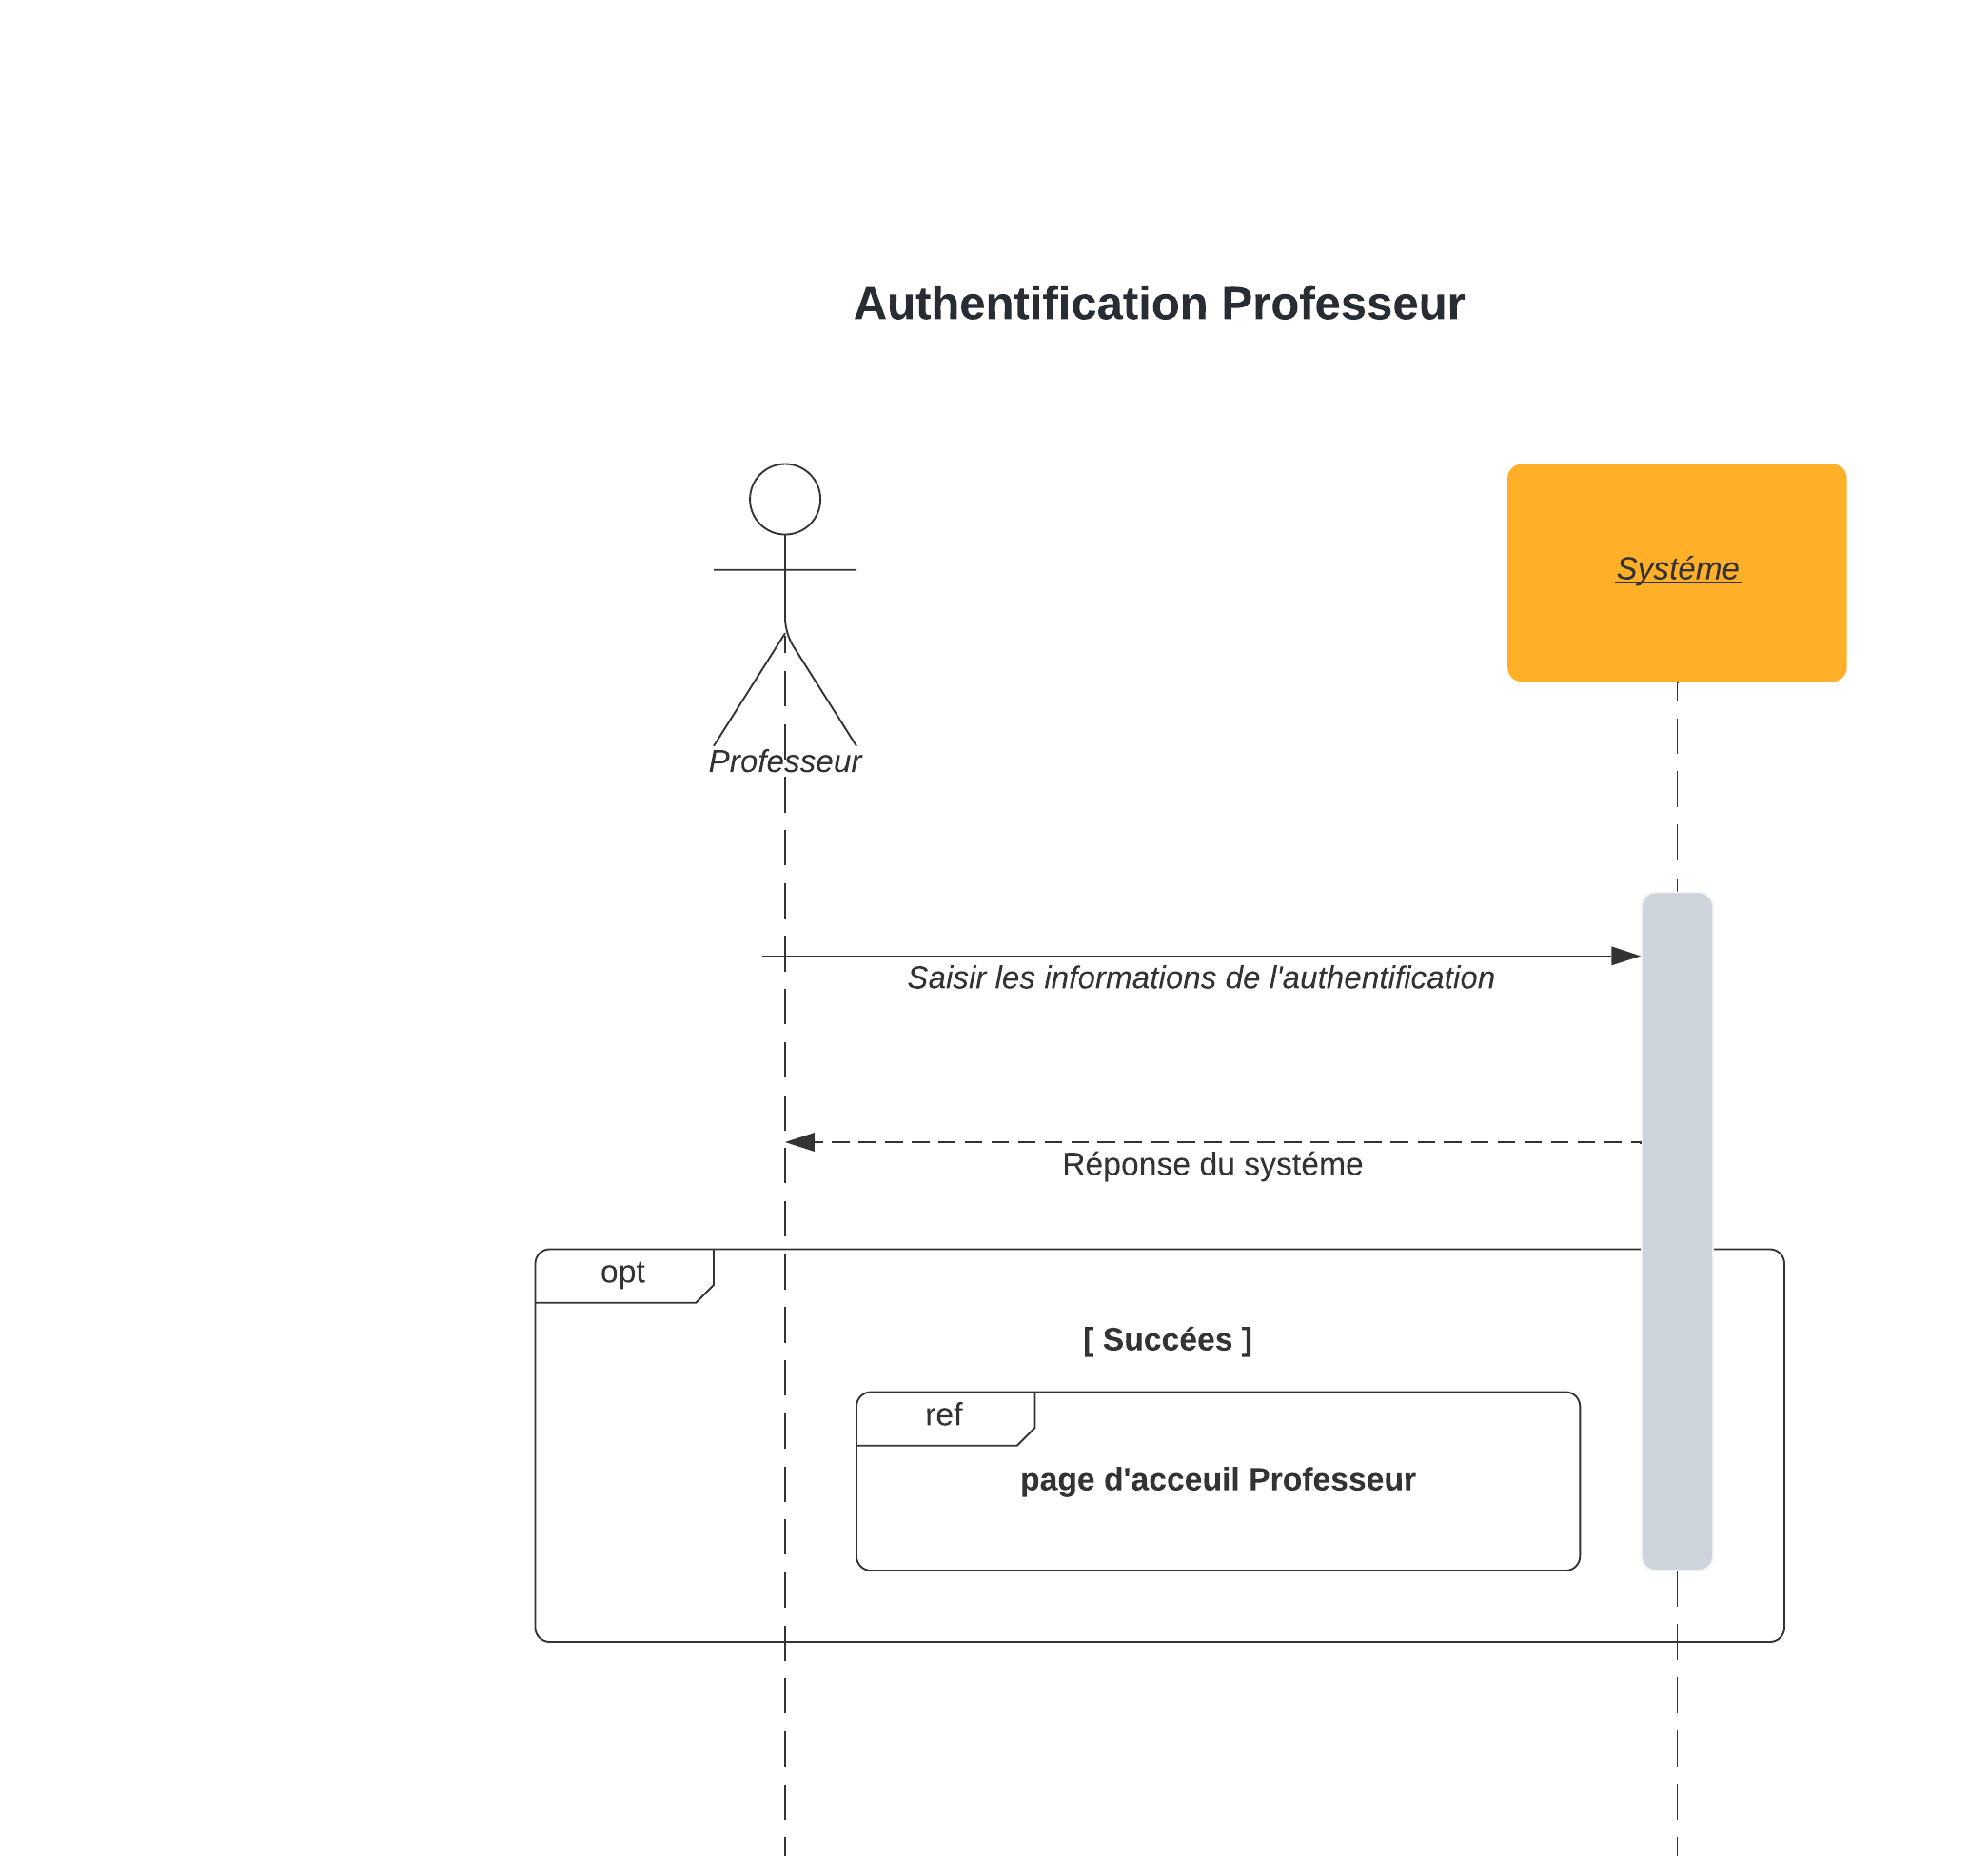 Authentification Professeur
Systéme
Professeur
Saisir les informations de l'authentification
Réponse du systéme
opt
[ Succées ]
ref
page d'acceuil Professeur